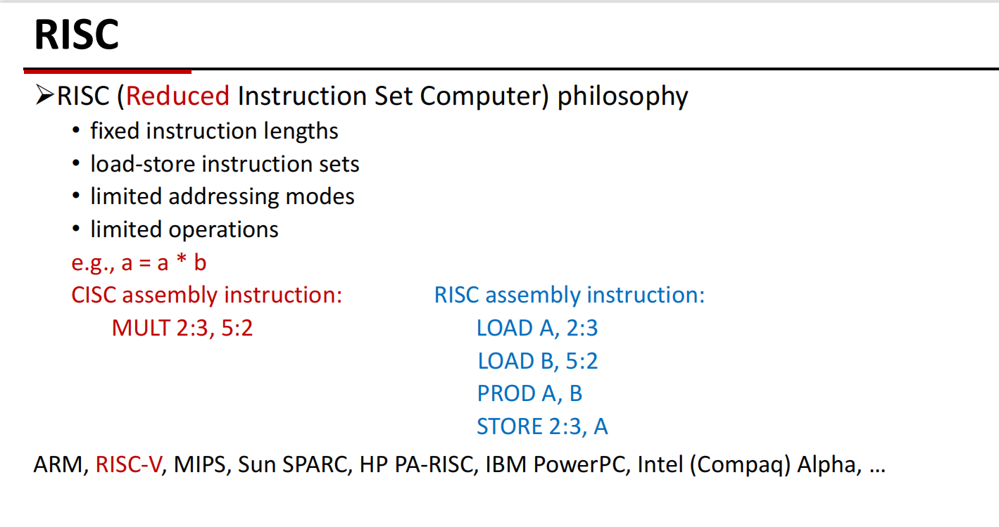 RISC
➢RISC (Reduced Instruction Set Computer) philosophy
• fixed instruction lengths
• load-store instruction sets
• limited addressing modes
• limited operations
e.g., a = a * b
CISC assembly instruction:
MULT 2:3, 5:2
RISC assembly instruction:
LOAD A, 2:3
LOAD B, 5:2
PROD A, B
STORE 2:3, A
ARM, RISC-V, MIPS, Sun SPARC, HP PA-RISC, IBM PowerPC, Intel (Compaq) Alpha, ...